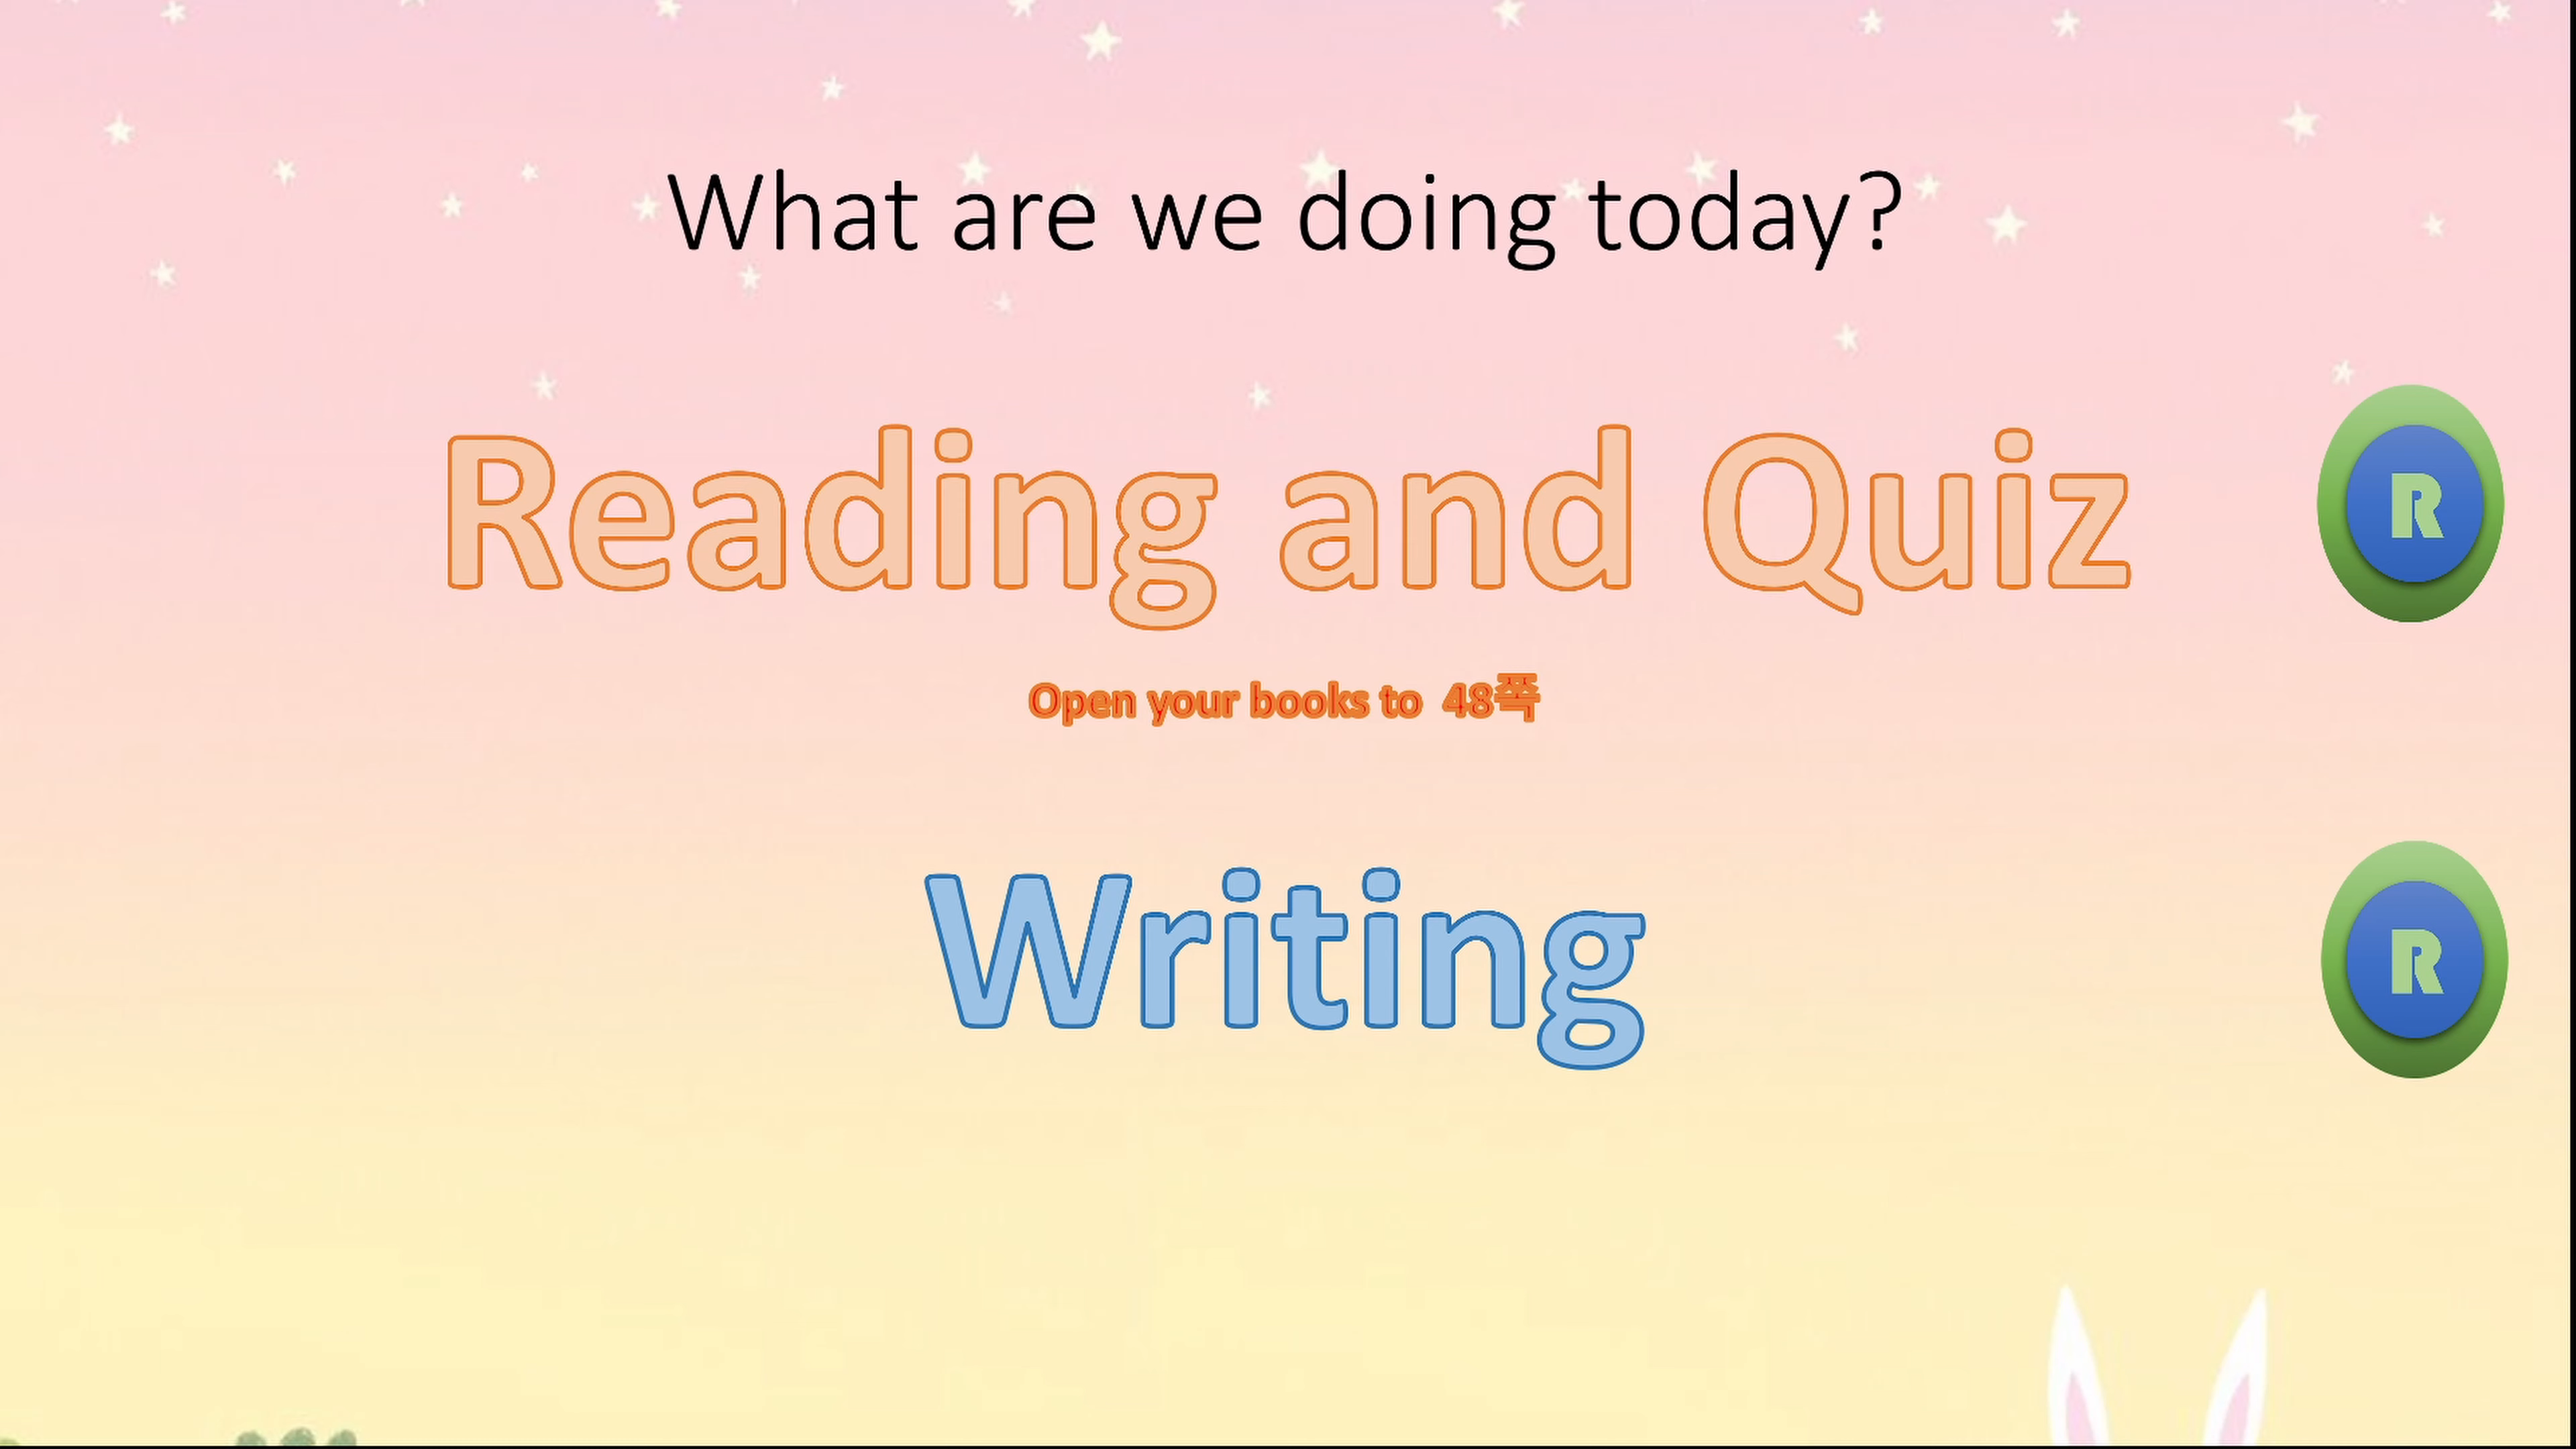 What are we doing today?
Reading and Quiz
R
Open your books to 48쪽
Writing
R